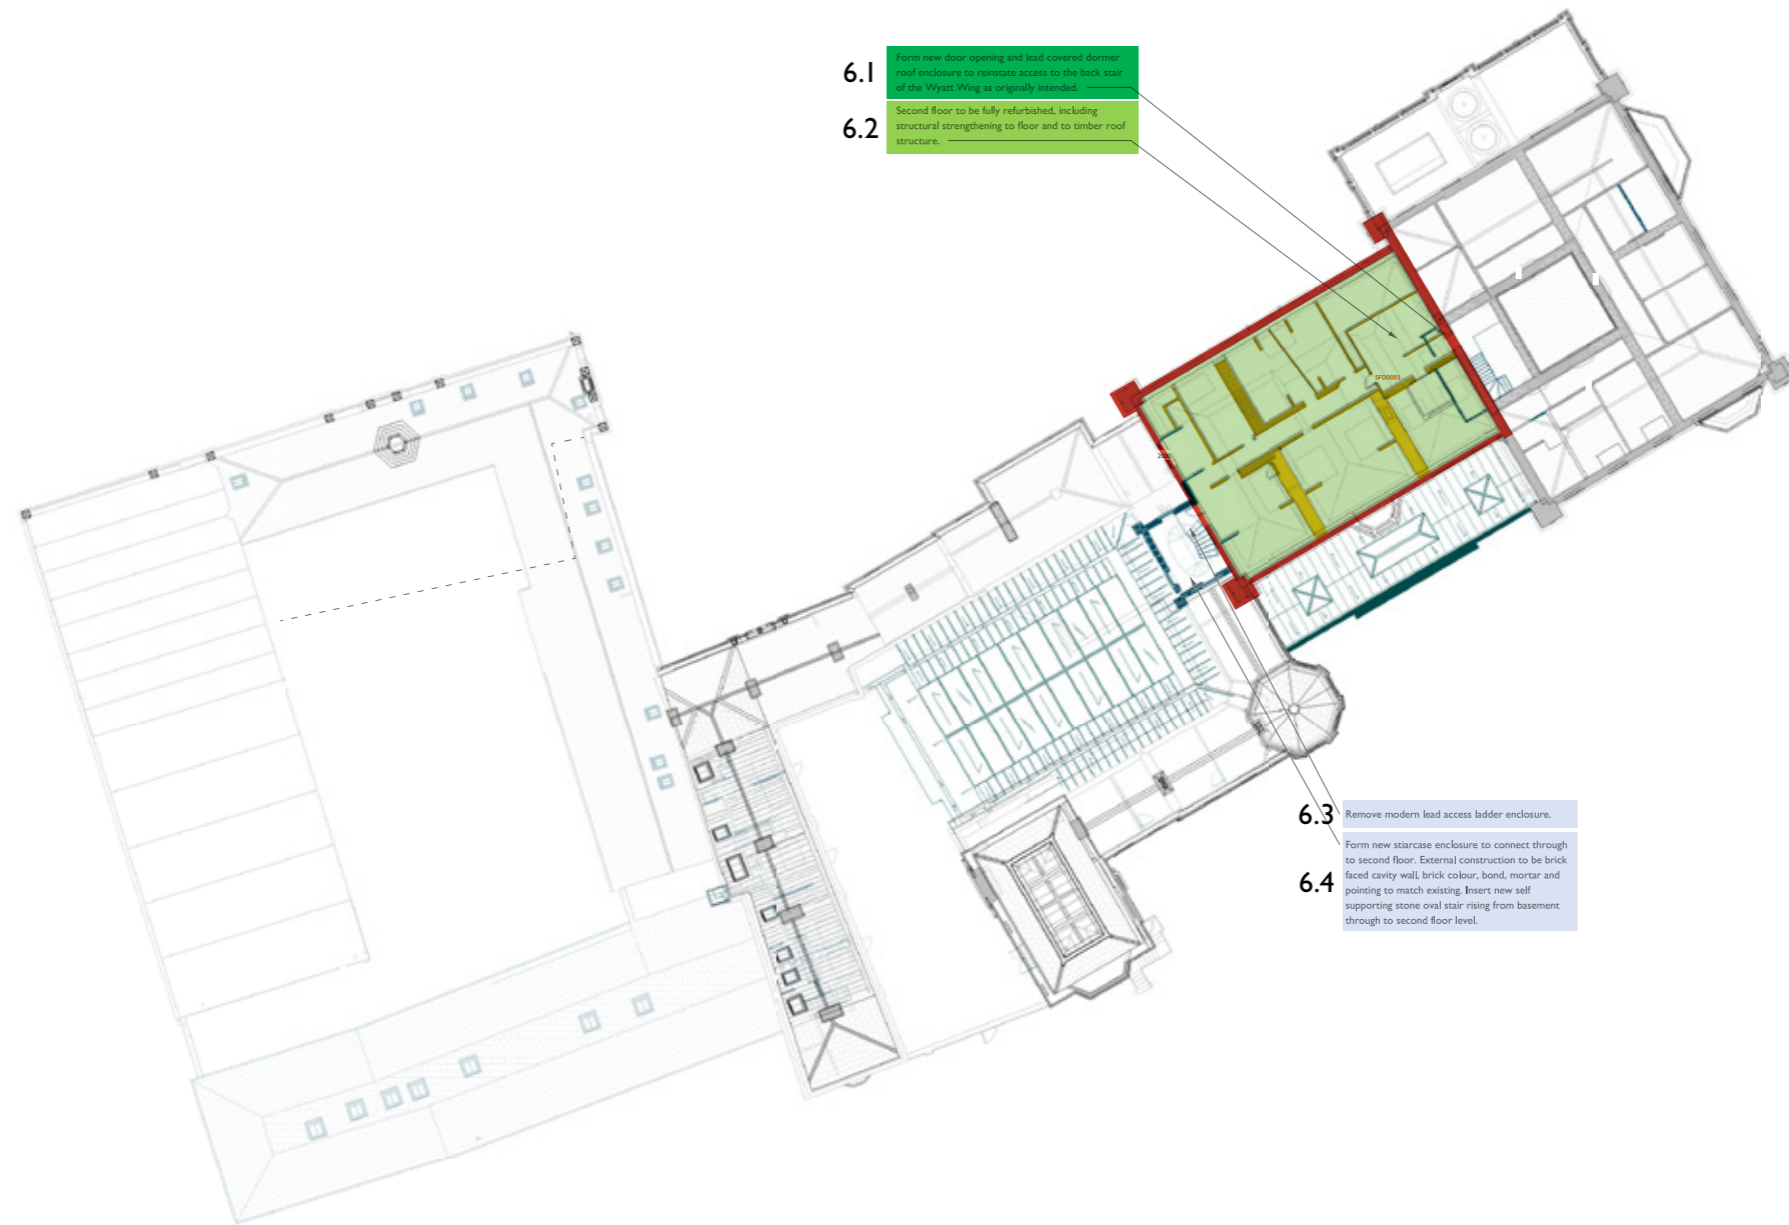 6.1
Form new door opening and lead covered dormer
roof enclosure to reinstate access to the back stair
of the Wyatt Wing as originally intended.
6.2
Second floor to be fully refurbished, including
structural strengthening to floor and to timber roof
structure.
SFD0001
6.3
Remove modern lead access ladder enclosure.
6.4
Form new starcase enclosure to connect through
to second floor. External construction to be brick
faced cavity wall, brick colour, bond, mortar and
pointing to match existing. Insert new self
supporting stone oval stair rising from basement
through to second floor level.